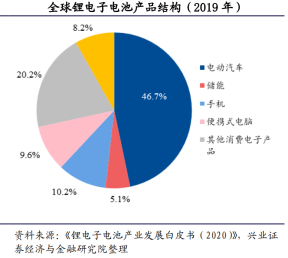 全球锂电子电池产品结构（2019 年）
8.2%
20.2%
46.7%
9.6%
10.2%
5.1%
电动汽车
储能
手机
便携式电脑
其他消费电子产
品
资料来源：《锂电子电池产业发展白皮书（2020）》，兴业证
券经济与金融研究院整理